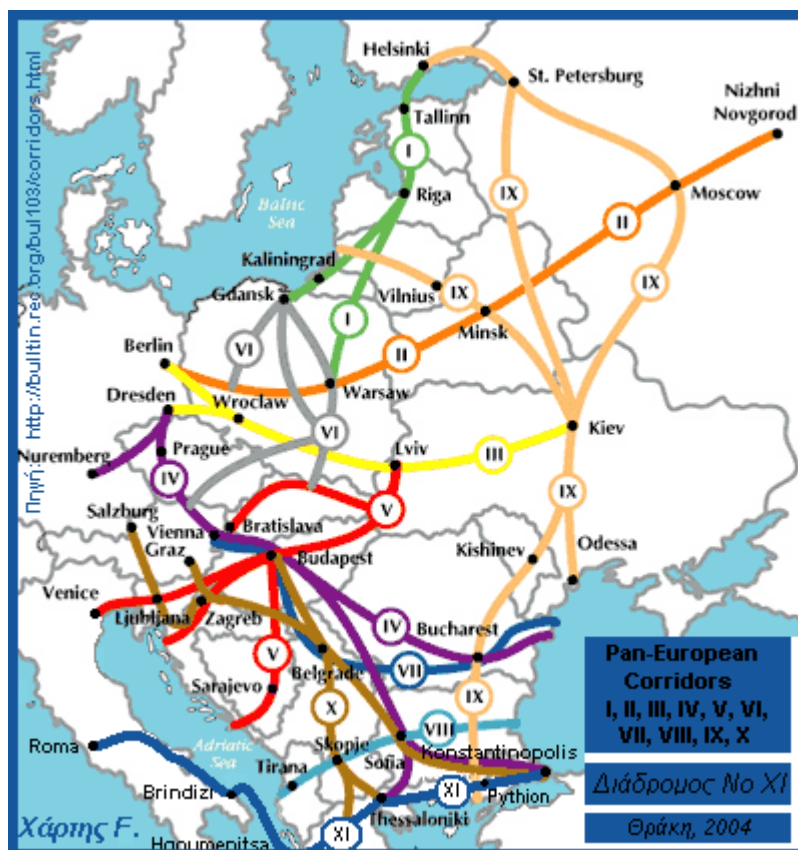 Πηγή: http://bulltin.rec.org/bul103/corridors.html
Helsinki
St. Petersburg
Nizhni
Novgorod
Tallinn
I
IX
Moscow
Riga
Baltic
Sea
II
Kaliningrad
IX
IX
Gdansk
Vilnius
I
Minsk
VI
Berlin
II
Dresden
Wroclaw
Warsaw
VI
Kiev
Nuremberg
Prague
Lviv
III
IV
Salzburg
V
IX
Vienna
Bratislava
Graz
Budapest
Kishinev
Odessa
Venice
Ljubljana
Zagreb
IV
Bucharest
V
Belgrade
VII
Sarajevo
IX
X
VIII
Roma
Adriatic
Sea
Skopje
Sofia
Konstantinopolis
Tirana
Brindizi
XI
Pythion
Thessaloniki
XI
Hgoumenitsa
Χάρτης F.
Pan-European
Corridors
I, II, III, IV, V, VI,
VII, VIII, IX, X
Διάδρομος Νο XI
Θράκη, 2004